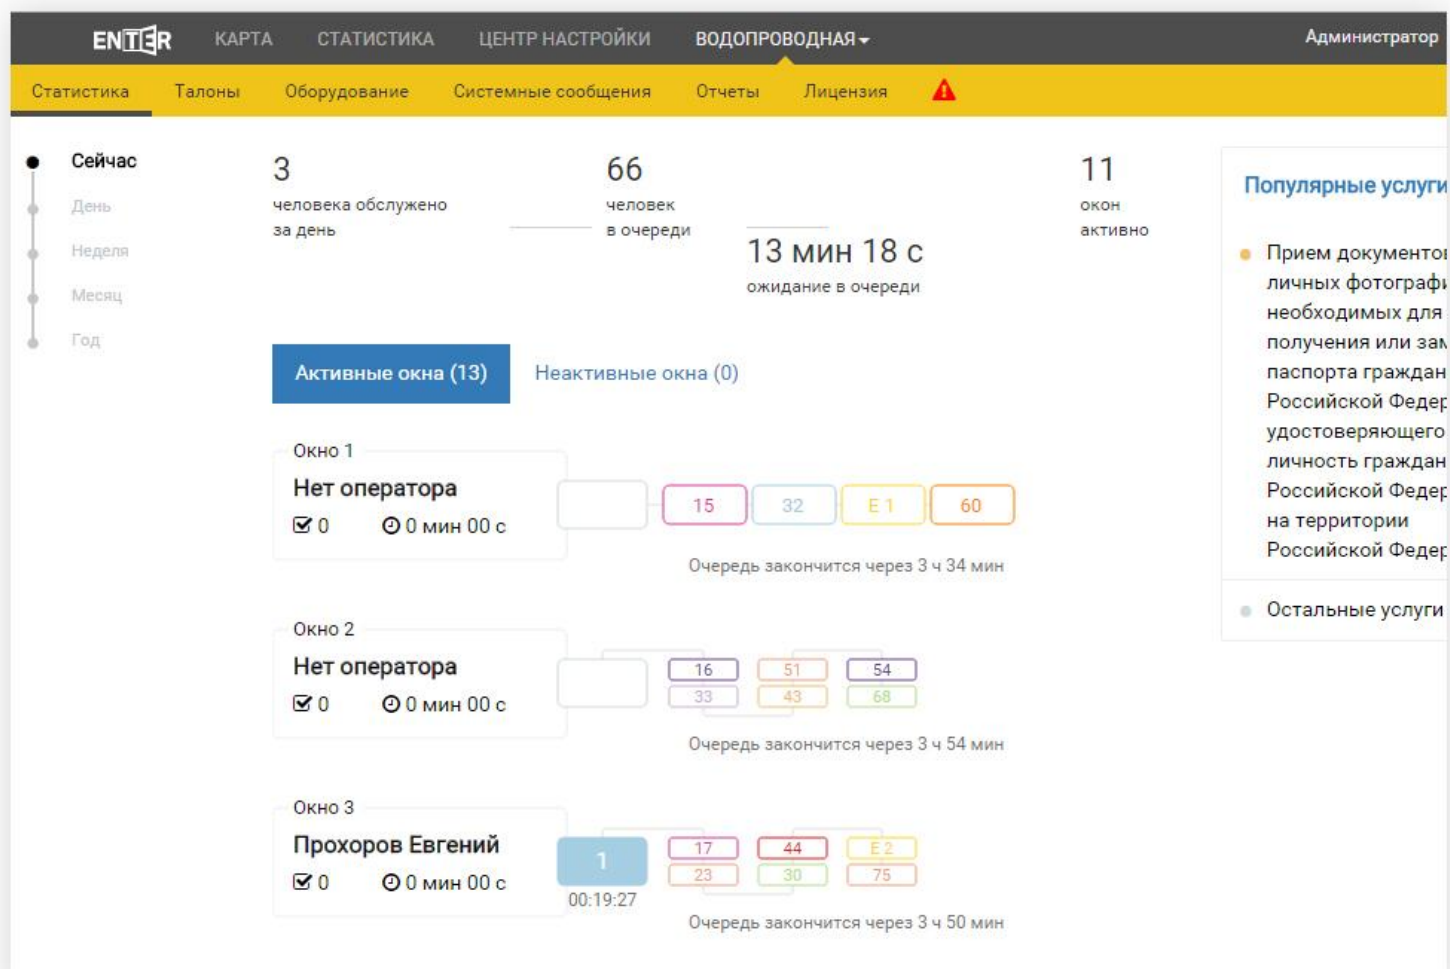 ENTER КАРТА СТАТИСТИКА ЦЕНТР НАСТРОЙКИ ВОДОПРОВОДНАЯ Администратор
Статистика Талоны Оборудование Системные сообщения Отчеты Лицензия
Сейчас
День
Неделя
Месяц
Год
3
человека обслужено
за день
66
человек
в очереди
13 мин 18 с
ожидание в очереди
11
окон
активно
Активные окна (13) Неактивные окна (0)
Окно 1
Нет оператора
0 0 мин 00 с
15 32 E 1 60
Очередь закончится через 3 ч 34 мин
Окно 2
Нет оператора
0 0 мин 00 с
16 51 54
33 43 68
Очередь закончится через 3 ч 54 мин
Окно 3
Прохоров Евгений
0 0 мин 00 с
1
00:19:27
17 44 E 2
23 30 75
Очередь закончится через 3 ч 50 мин
Популярные услуги
Прием документов
личных фотографи
необходимых для
получения или зам
паспорта граждан
Российской Федер
удостоверяющего
личность граждан
Российской Федер
на территории
Российской Федер
Остальные услуги